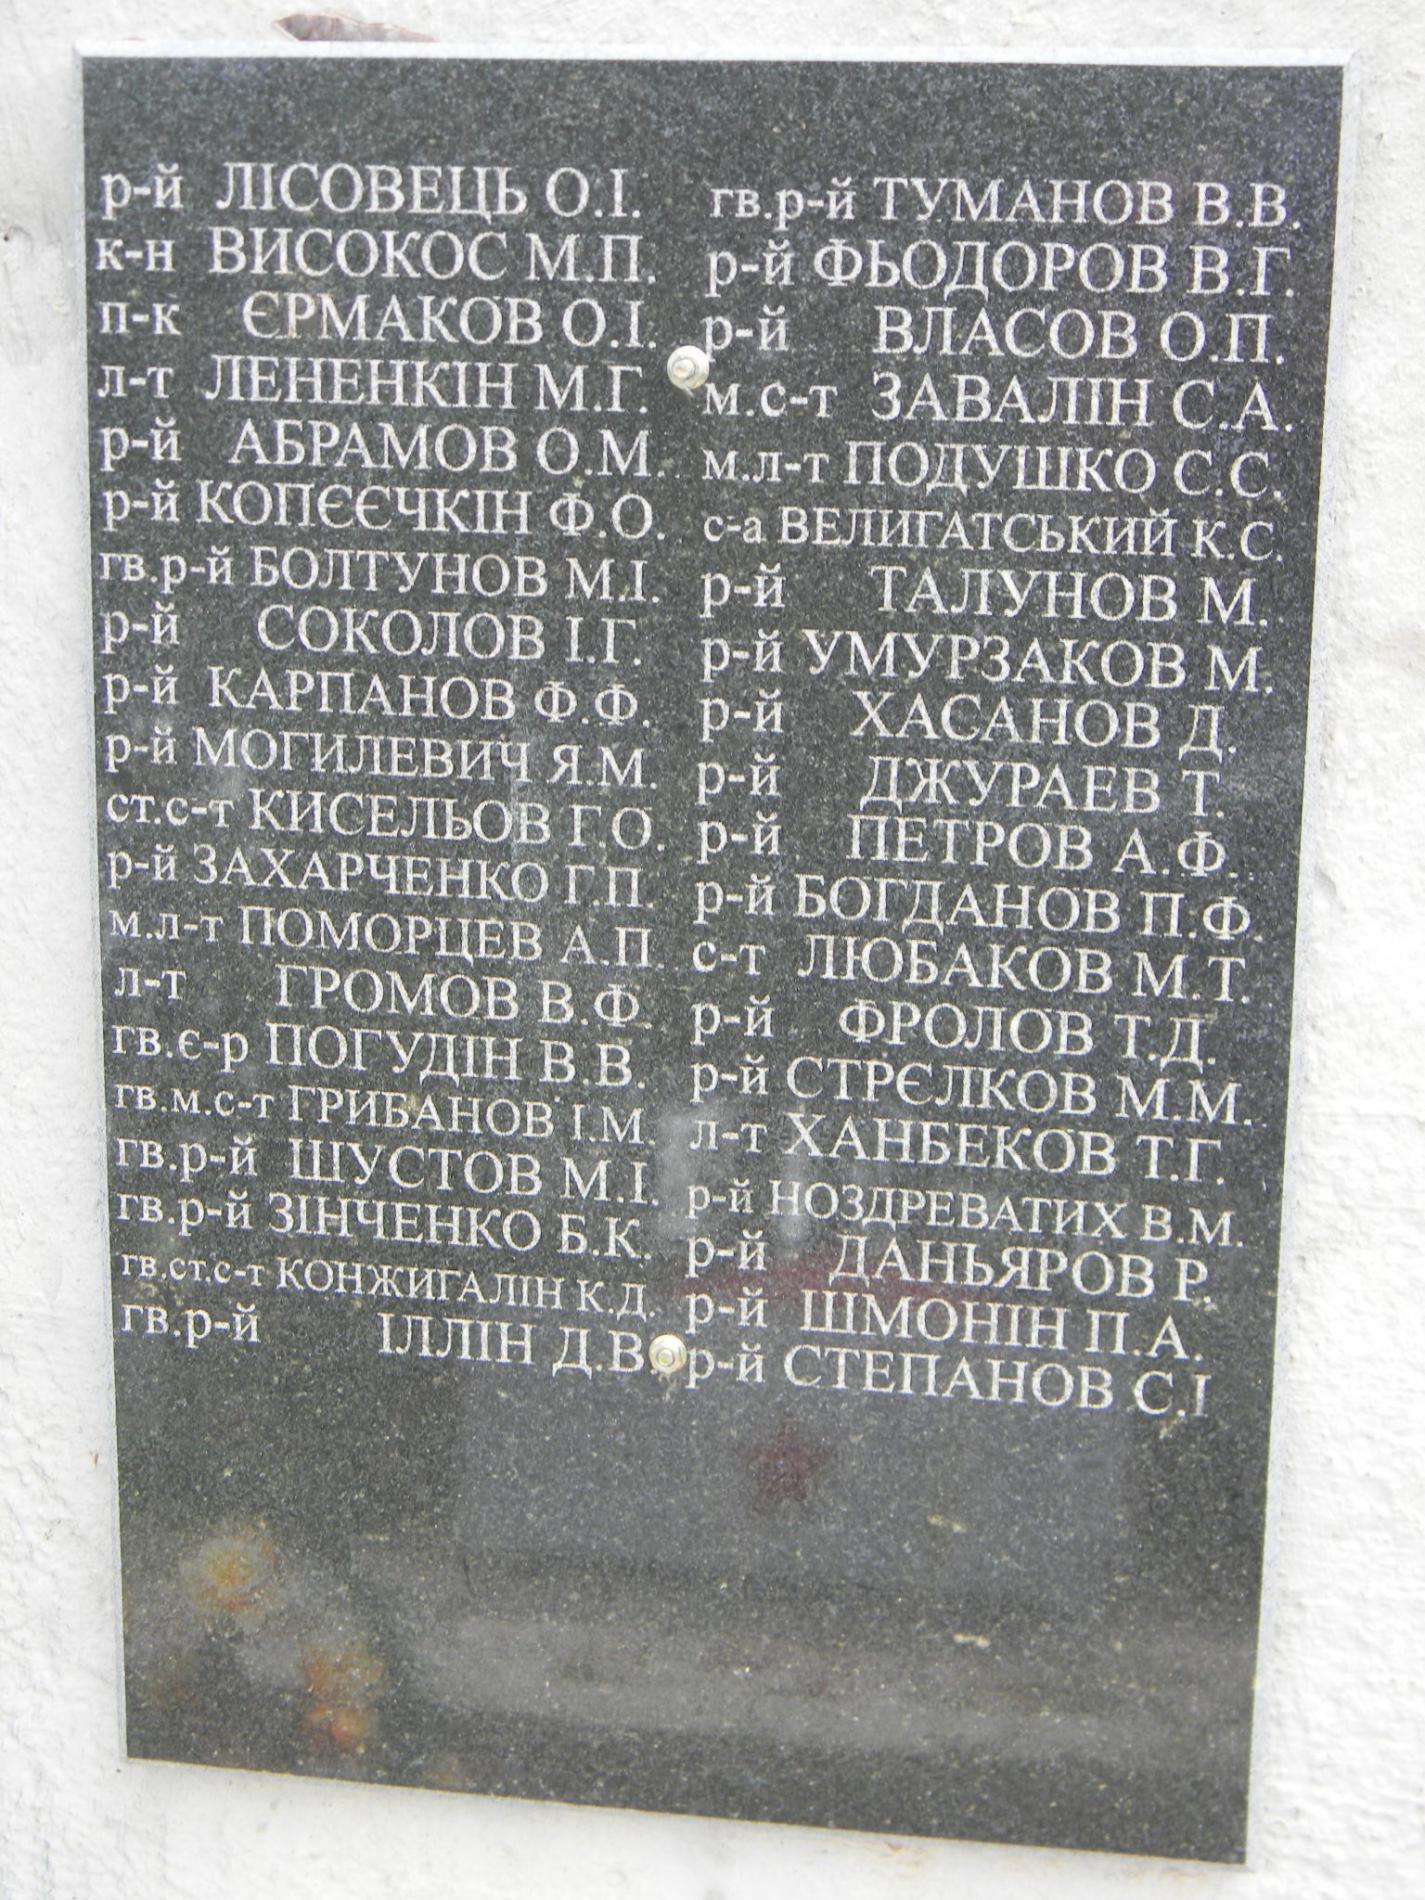 р-й ЛІСОВЕЦЬ О.І.
к-н ВИСОКОС М.П.
п-к ЄРМАКОВ О.І.
л-т ЛЕНЕНКІН М.Г.
р-й АБРАМОВ О.М.
р-й КОПЄЄЧКІН Ф.О.
гв.р-й БОЛТУНОВ М.І.
р-й СОКОЛОВ І.Г.
р-й КАРПАНОВ Ф.Ф.
р-й МОГИЛЕВИЧ Я.М.
ст.с-т КИСЕЛЬОВ Г.О.
р-й ЗАХАРЧЕНКО Г.П.
м.л-т ПОМОРЦЕВ А.П.
л-т ГРОМОВ В.Ф.
гв.є-р ПОГУДІН В.В.
гв.м.с-т ГРИБАНОВ І.М.
гв.р-й ШУСТОВ М.І.
гв.р-й ЗІНЧЕНКО Б.К.
гв.ст.с-т КОНЖИГАЛІН К.Д.
гв.р-й ІЛЛІН Д.В.
гв.р-й ТУМАНОВ В.В.
р-й ФЬОДОРОВ В.Г.
р-й ВЛАСОВ О.П.
м.с-т ЗАВАЛІН С.А.
м.л-т ПОДУШКО С.С.
с-а ВЕЛИГАТСЬКИЙ К.С.
р-й ТАЛУНОВ М.
р-й УМУРЗАКОВ М.
р-й ХАСАНОВ Д.
р-й ДЖУРАЕВ Т.
р-й ПЕТРОВ А.Ф.
р-й БОГДАНОВ П.Ф.
с-т ЛЮБАКОВ М.Т.
р-й ФРОЛОВ Т.Д.
р-й СТРЄЛКОВ М.М.
л-т ХАНБЕКОВ Т.Г.
р-й НОЗДРЕВАТИХ В.М.
р-й ДАНЬЯРОВ Р.
р-й ШМОНІН П.А.
р-й СТЕПАНОВ С.І